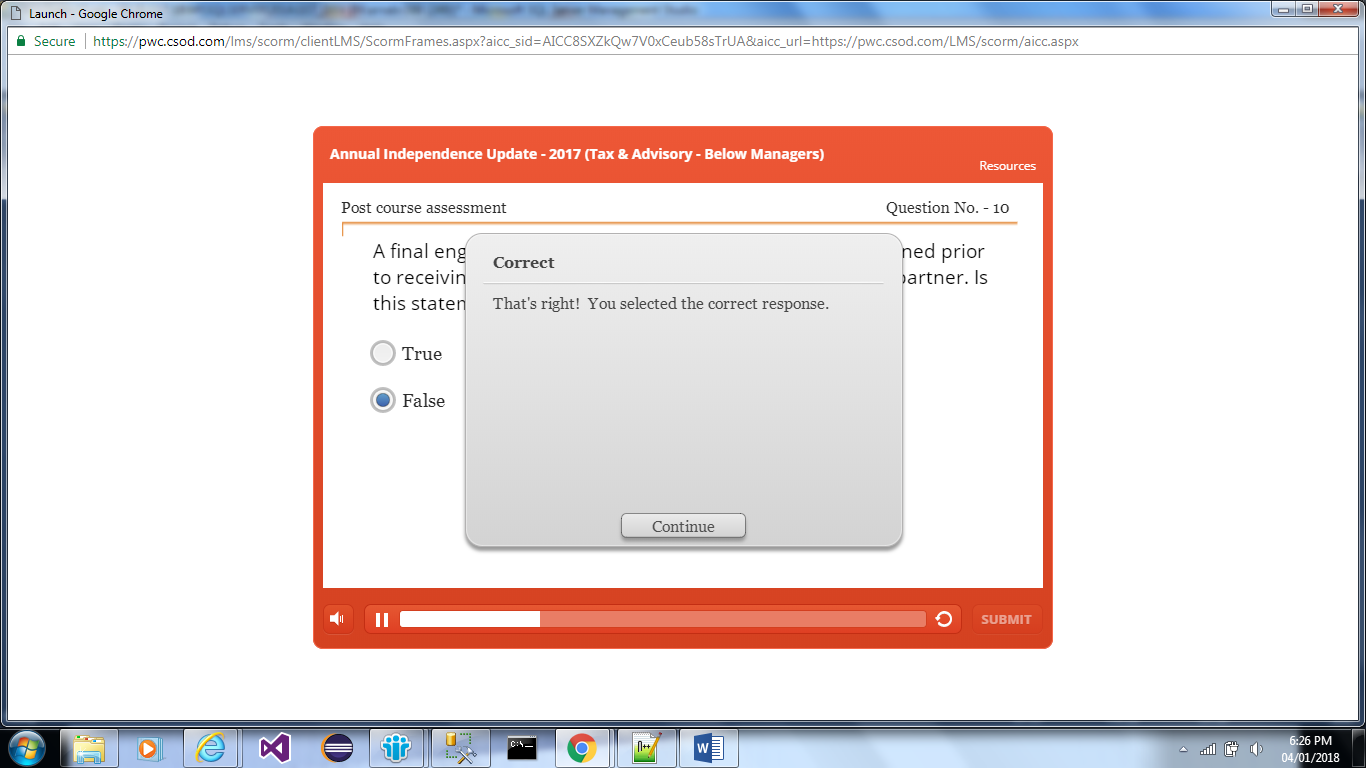 Launch - Google Chrome
Secure https://pwc.csod.com/lms/scorm/clientLMS/ScormFrames.aspx?aicc_sid=AICC8SXZkQw7V0xCeub58sTrUA&aicc_url=https://pwc.csod.com/LMS/scorm/aicc.aspx
Annual Independence Update - 2017 (Tax & Advisory - Below Managers)
Resources
Post course assessment Question No. - 10
A final eng ned prior
to receivin partner. Is
this staten
Correct
That's right! You selected the correct response.
True
False
Continue
SUBMIT
C:\
N++
W
6:26 PM
04/01/2018